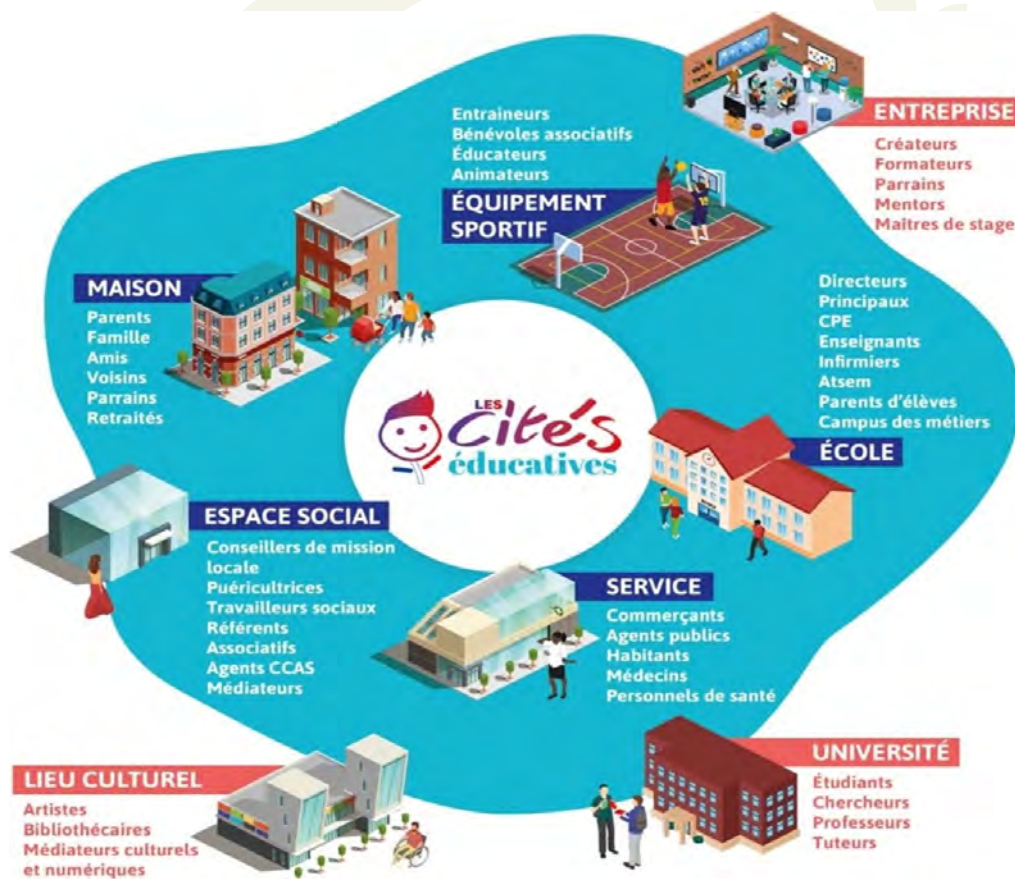 ENTREPRISE
Créateurs
Formateurs
Parrains
Mentors
Maîtres de stage
Entraineurs
Bénévoles associatifs
Éducateurs
Animateurs
ÉQUIPEMENT
SPORTIF
MAISON
Parents
Famille
Amis
Voisins
Parrains
Retraités
Directeurs
Principaux
CPE
Enseignants
Infirmiers
Atsem
Parents d'élèves
Campus des métiers
ÉCOLE
LES
cités
éducatives
ESPACE SOCIAL
Conseillers de mission
locale
Puéricultrices
Travailleurs sociaux
Référents
Associatifs
Agents CCAS
Médiateurs
SERVICE
Commerçants
Agents publics
Habitants
Médecins
Personnels de santé
LIEU CULTUREL
Artistes
Bibliothécaires
Médiateurs culturels
et numériques
UNIVERSITÉ
Étudiants
Chercheurs
Professeurs
Tuteurs